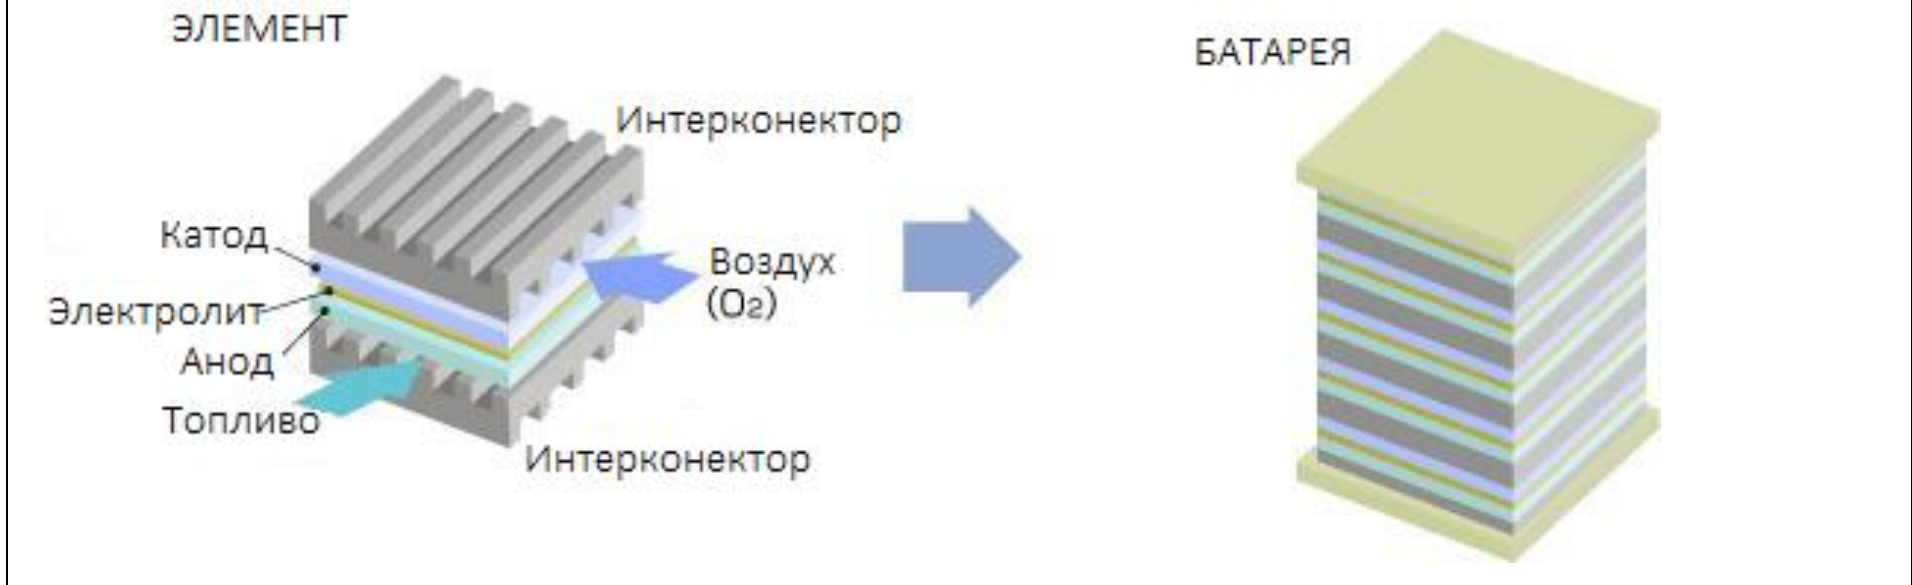 ЭЛЕМЕНТ
БАТАРЕЯ
Интерконектор
Катод
Воздух
(O2)
Электролит
Анод
Топливо
Интерконектор